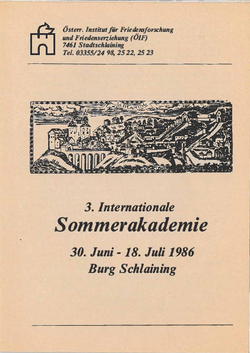 Österr. Institut für Friedensforschung
und Friedenserziehung (ÖIF)
7461 Stadtschlaining
Tel. 03355/24 98, 25 22, 25 23
3. Internationale
Sommerakademie
30. Juni - 18. Juli 1986
Burg Schlaining